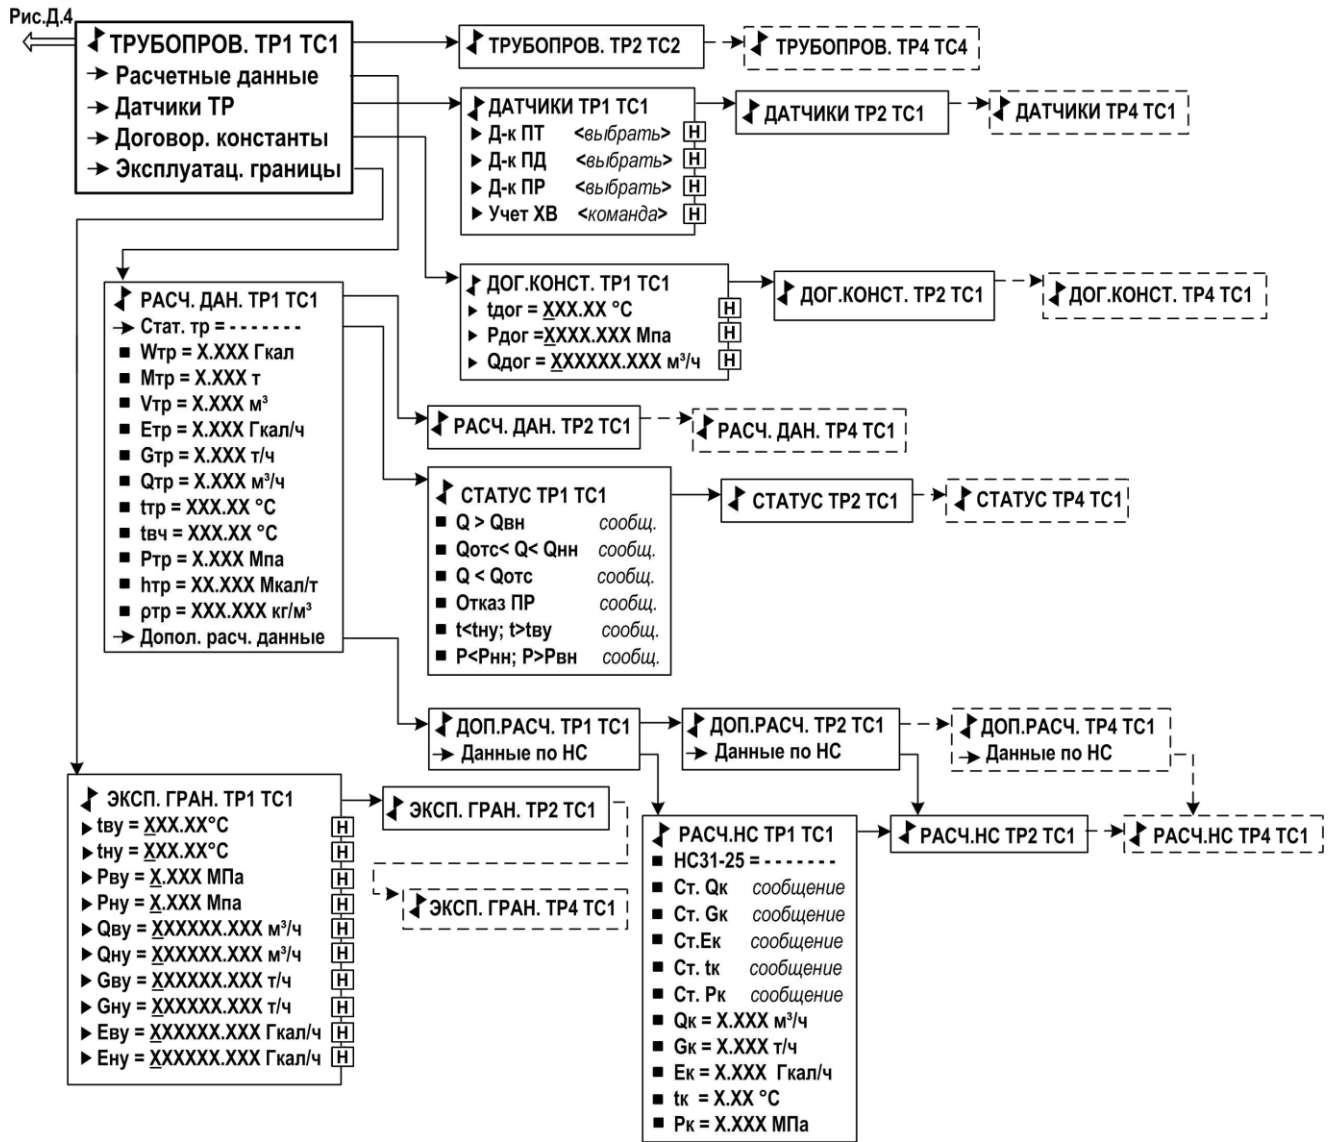 Рис.Д.4
ТРУБОПРОВ. ТР1 ТС1
Расчетные данные
Датчики ТР
Договор. константы
Эксплуатац. границы
ТРУБОПРОВ. ТР2 ТС2
ТРУБОПРОВ. ТР4 ТС4
ДАТЧИКИ ТР1 ТС1
Д-к ПТ <выбрать> Н
Д-к ПД <выбрать> Н
Д-к ПР <выбрать> Н
Учет ХВ <команда> Н
ДАТЧИКИ ТР2 ТС1
ДАТЧИКИ ТР4 ТС1
ДОГ.КОНСТ. ТР1 ТС1
tдог = XXX.XX °С Н
Рдог =XXXX.XXX Мпа Н
Qдог = XXXXXXX.XXX м³/ч Н
ДОГ.КОНСТ. ТР2 ТС1
ДОГ.КОНСТ. ТР4 ТС1
РАСЧ. ДАН. ТР1 ТС1
Стат. тр = - - - - - - -
Wтр = X.XXX Гкал
Мтр = X.XXX т
Vтр = X.XXX м³
Етр = X.XXX Гкал/ч
Gтр = X.XXX т/ч
Qтр = X.XXX м³/ч
tтр = XXX.XX °С
tвч = XXX.XX °С
Ртр = X.XXX Мпа
hтр = XX.XXX Мкал/т
ρтр = XXX.XXX кг/м³
Допол. расч. данные
РАСЧ. ДАН. ТР2 ТС1
РАСЧ. ДАН. ТР4 ТС1
СТАТУС ТР1 ТС1
Q > Qвн сообщ.
Qотс< Q< Qнн сообщ.
Q < Qотс сообщ.
Отказ ПР сообщ.
t<tну; t>tву сообщ.
Р<Рнн; Р>Рвн сообщ.
СТАТУС ТР2 ТС1
СТАТУС ТР4 ТС1
ДОП.РАСЧ. ТР1 ТС1
Данные по НС
ДОП.РАСЧ. ТР2 ТС1
Данные по НС
ДОП.РАСЧ. ТР4 ТС1
Данные по НС
ЭКСП. ГРАН. ТР1 ТС1
tву = XXX.XX°С Н
tну = XXX.XX°С Н
Рву = X.XXX МПа Н
Рну = X.XXX Мпа Н
Qву = XXXXXXX.XXX м³/ч Н
Qну = XXXXXXX.XXX м³/ч Н
Gву = XXXXXXX.XXX т/ч Н
Gну = XXXXXXX.XXX т/ч Н
Еву = XXXXXXX.XXX Гкал/ч Н
Ену = XXXXXXX.XXX Гкал/ч Н
ЭКСП. ГРАН. ТР2 ТС1
ЭКСП. ГРАН. ТР4 ТС1
РАСЧ.НС ТР1 ТС1
НС31-25 = - - - - - - -
Ст. Qк сообщение
Ст. Gк сообщение
Ст.Ек сообщение
Ст. tк сообщение
Ст. Рк сообщение
Qк = X.XXX м³/ч
Gк = X.XXX т/ч
Ек = X.XXX Гкал/ч
tк = X.XX °С
Рк = X.XXX МПа
РАСЧ.НС ТР2 ТС1
РАСЧ.НС ТР4 ТС1